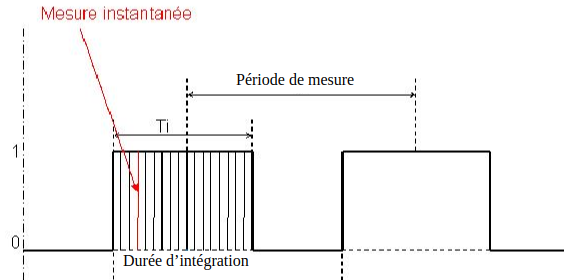 Mesure instantanée
Période de mesure
Ti
1
0
Durée d’intégration